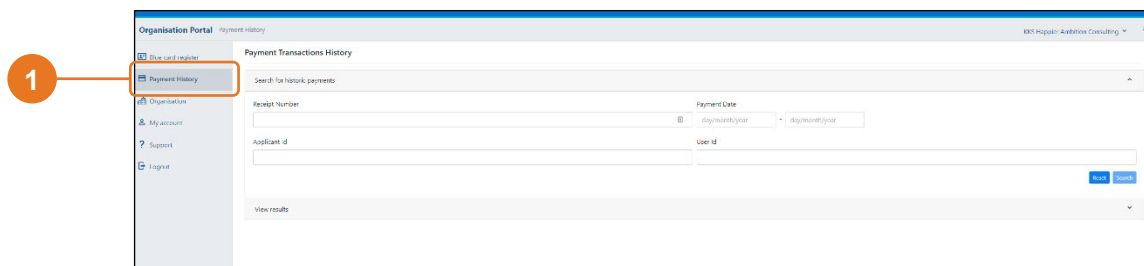 Organisation Portal Payment History
KKS Happier Ambition Consulting
1
Blue card register
Payment History
Organisation
My account
? Support
Logout
Payment Transactions History
Search for historic payments
Receipt Number
Payment Date
day/month/year - day/month/year
Applicant Id
User Id
Reset Search
View results